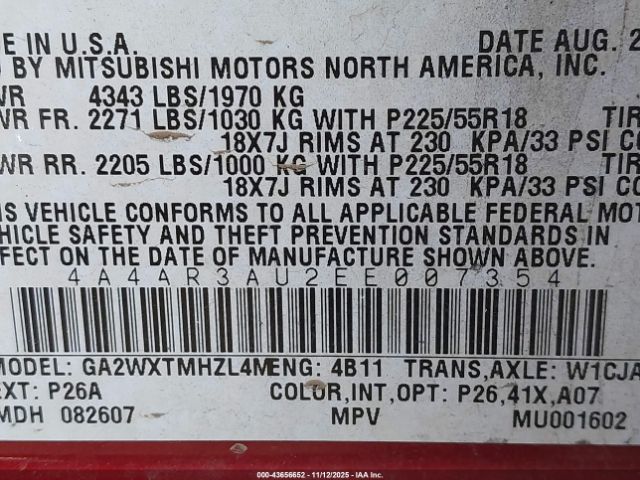 DE IN U.S.A. DATE AUG. 2
D BY MITSUBISHI MOTORS NORTH AMERICA, INC.
WR 4343 LBS/1970 KG
WR FR. 2271 LBS/1030 KG WITH P225/55R18 TIR
18X7J RIMS AT 230 KPA/33 PSI CO
WR RR. 2205 LBS/1000 KG WITH P225/55R18 TIR
18X7J RIMS AT 230 KPA/33 PSI CO
IS VEHICLE CONFORMS TO ALL APPLICABLE FEDERAL MOT
HICLE SAFETY AND THEFT PREVENTION STANDARDS IN
FECT ON THE DATE OF MANUFACTURE SHOWN ABOVE.
4A4AR3AU2EE007354
MODEL: GA2WXTMHZL4M ENG: 4B11 TRANS,AXLE: W1CJA
EXT: P26A COLOR,INT,OPT: P26,41X,A07
MDH 082607 MPV MU001602
000-43656652 - 11/12/2025 - IAA Inc.